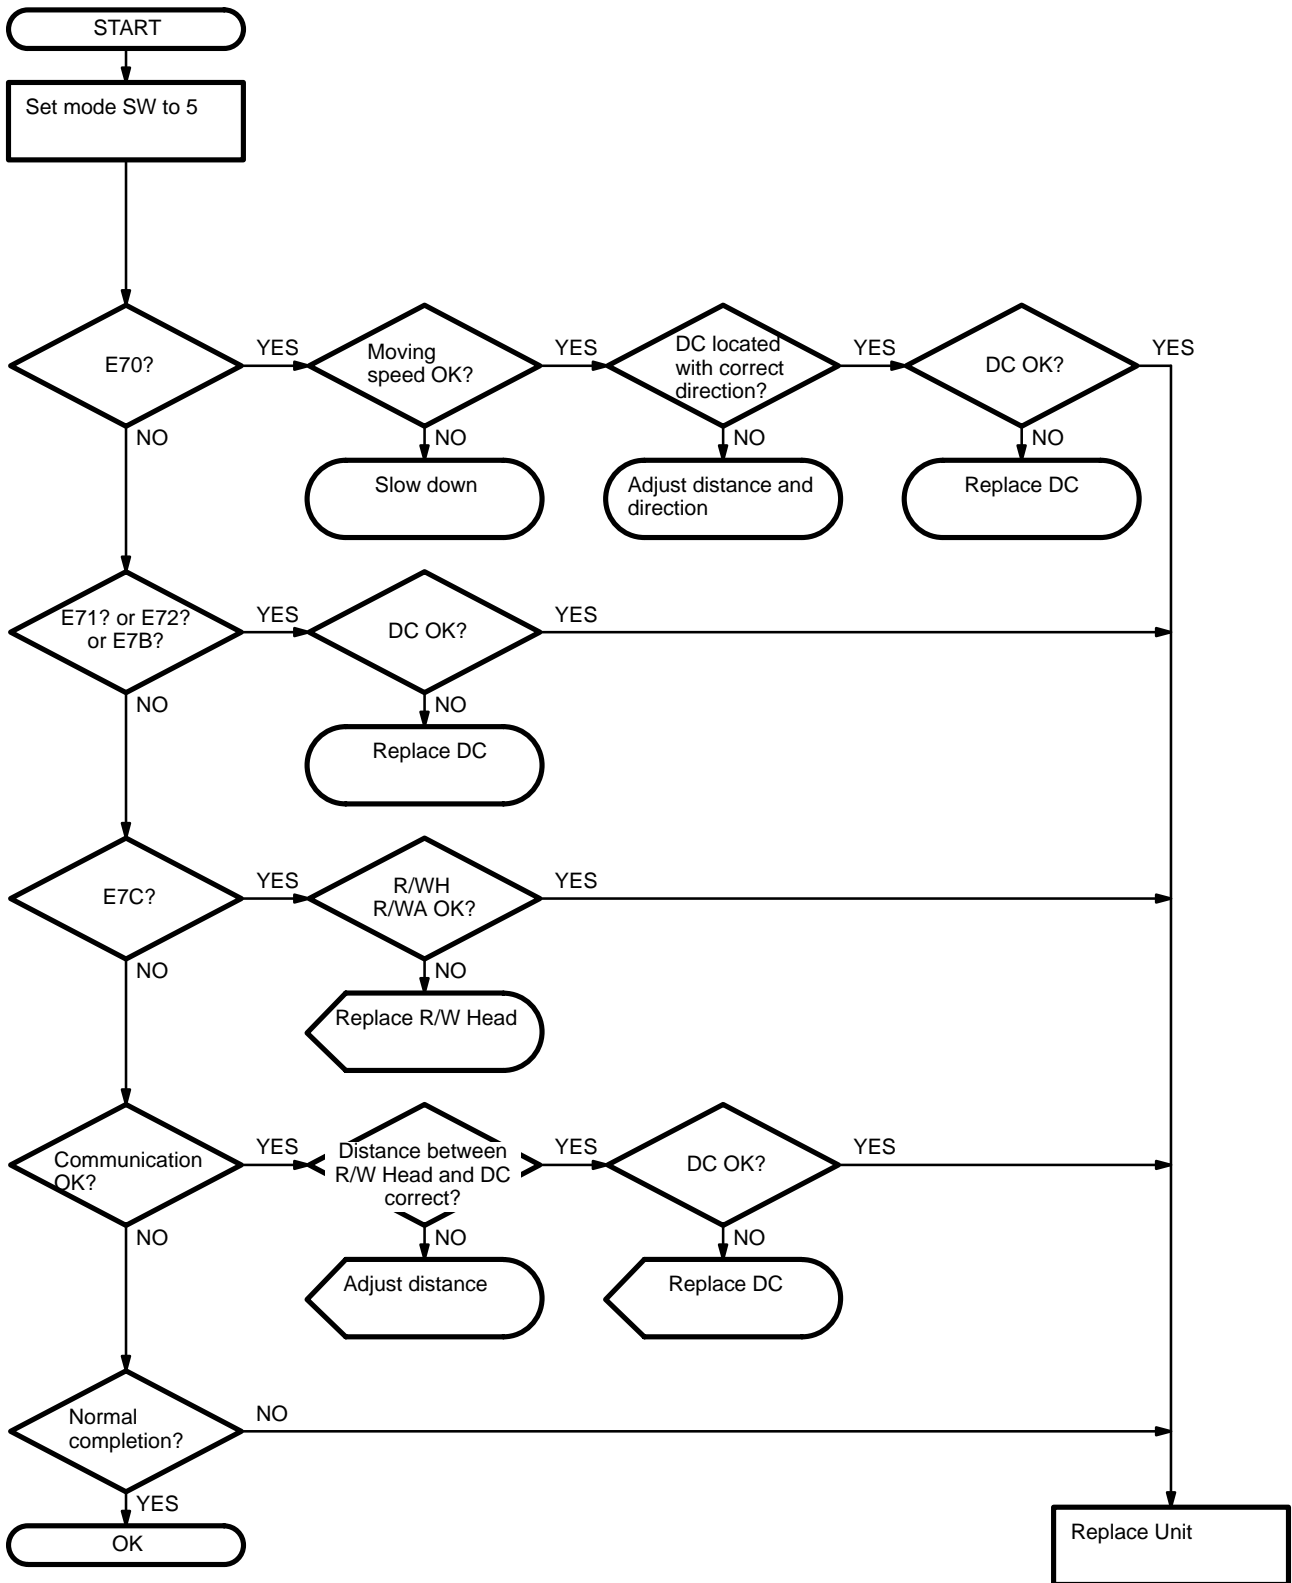 START
Set mode SW to 5
E70?
YES
Moving
speed OK?
YES
DC located
with correct
direction?
YES
DC OK?
YES
NO
NO
NO
NO
Slow down
Adjust distance and
direction
Replace DC
E71? or E72?
or E7B?
YES
DC OK?
YES
NO
NO
Replace DC
E7C?
YES
R/WH
R/WA OK?
YES
NO
NO
Replace R/W Head
Communication
OK?
YES
Distance between
R/W Head and DC
correct?
YES
DC OK?
YES
NO
NO
NO
Adjust distance
Replace DC
Normal
completion?
NO
YES
OK
Replace Unit